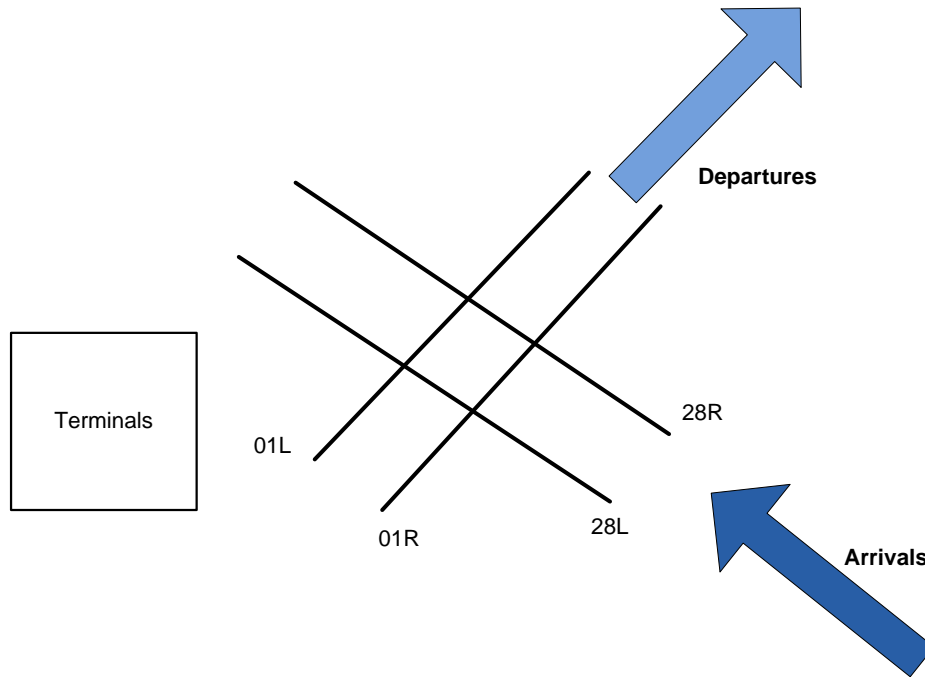 Departures
Terminals
28R
01L
01R
28L
Arrivals